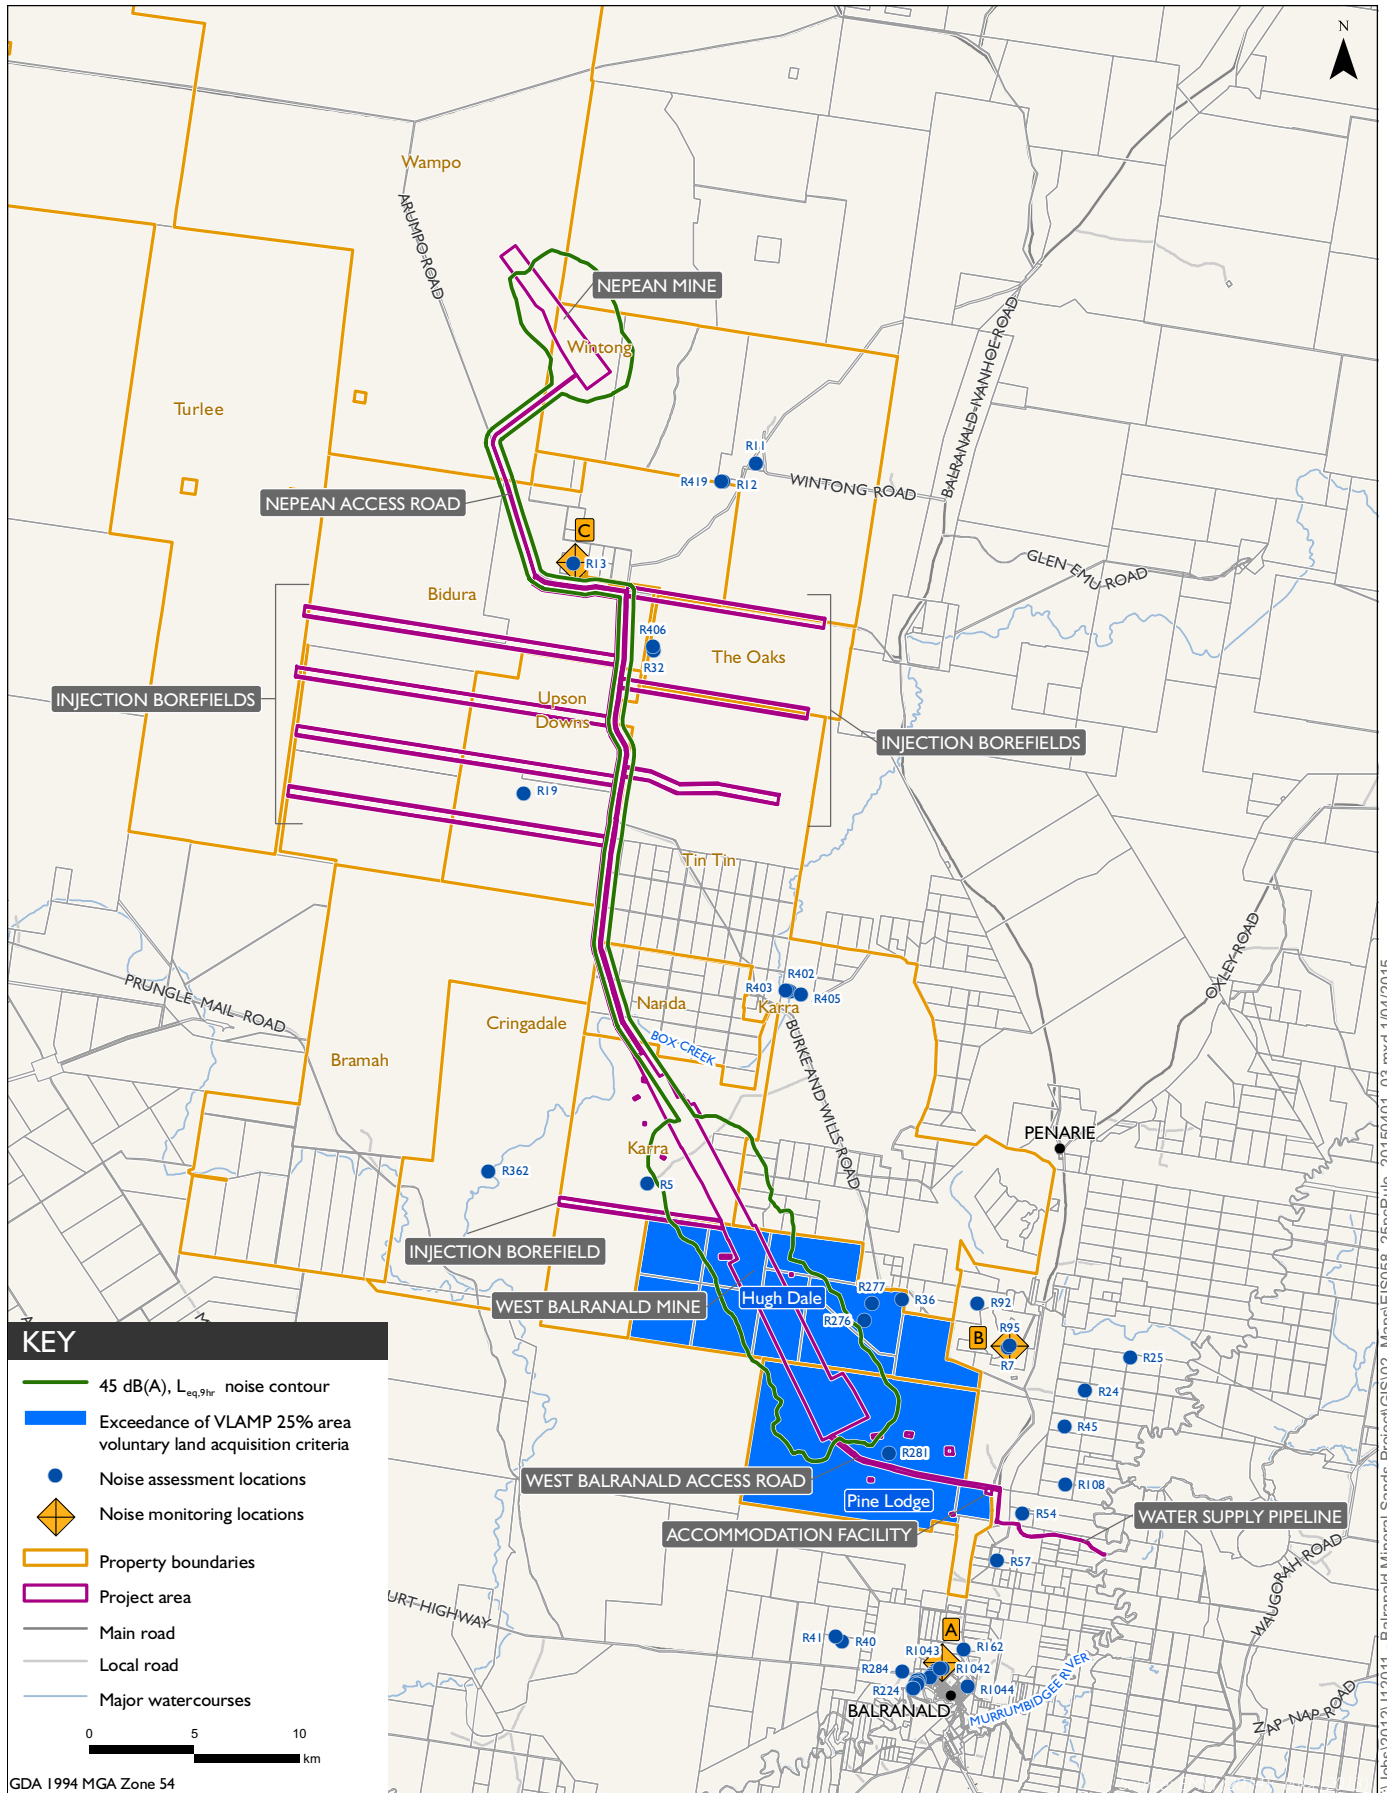 N
Wampo
ARUMPO ROAD
NEPEAN MINE
Wintong
BALRANALD-IVANHOE-ROAD
Turlee
R11
R419
R12
WINTONG ROAD
NEPEAN ACCESS ROAD
C
R13
GLEN EMU ROAD
Bidura
R406
R32
The Oaks
INJECTION BOREFIELDS
Upson
Downs
INJECTION BOREFIELDS
R19
Tin Tin
OXLEY-ROAD
PRUNGLE-MAIL ROAD
R402
R403
R405
Nanda
Karra
Cringadale
BOX CREEK
BURKE AND WILLS ROAD
Bramah
PENARIE
Karra
R362
R5
INJECTION BOREFIELD
WEST BALRANALD MINE
Hugh Dale
R277
R36
R276
R92
B
R95
R7
R25
R24
R45
R281
WEST BALRANALD ACCESS ROAD
R108
Pine Lodge
R54
WATER SUPPLY PIPELINE
ACCOMMODATION FACILITY
R57
WAUGORAH ROAD
URT-HIGHWAY
A
R41
R40
R162
R1043
R1042
R284
R224
R1044
BALRANALD
MURRUMBIDGEE RIVER
ZAP NAP ROAD
KEY
45 dB(A), Leq,9hr noise contour
Exceedance of VLAMP 25% area
voluntary land acquisition criteria
Noise assessment locations
Noise monitoring locations
Property boundaries
Project area
Main road
Local road
Major watercourses
0 5 10
km
GDA 1994 MGA Zone 54